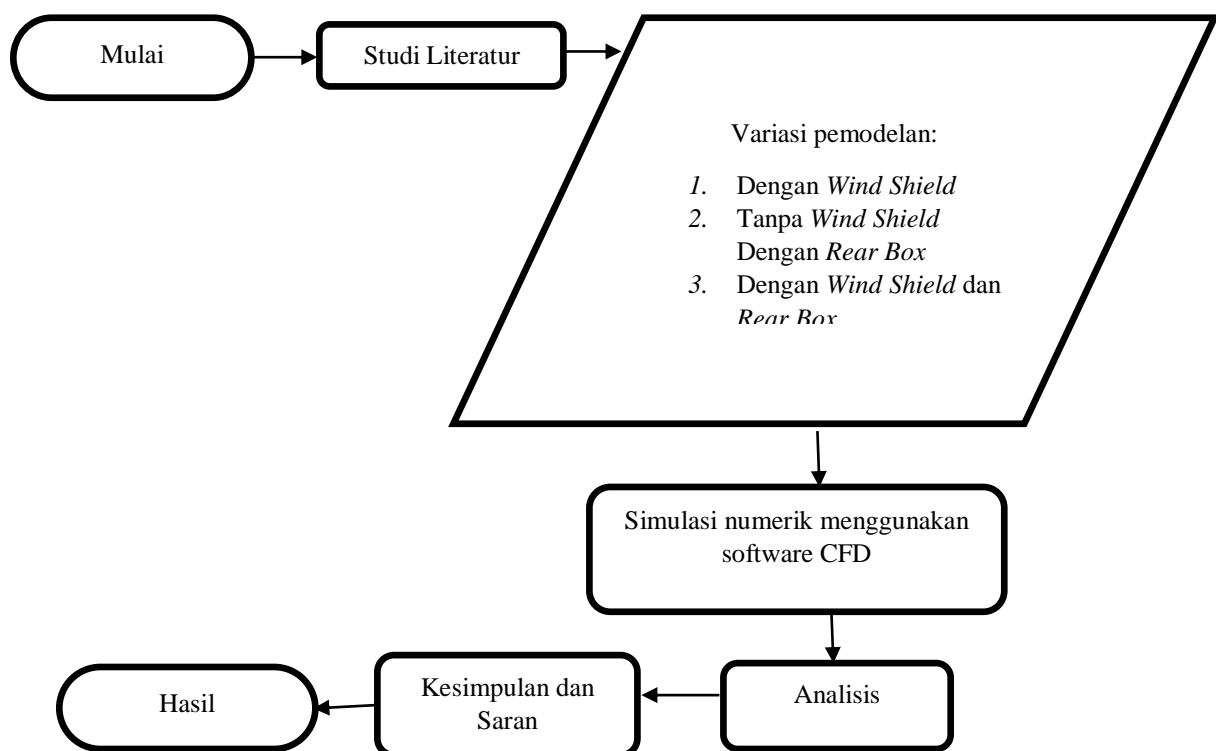 Mulai
Studi Literatur
Variasi pemodelan:
1. Dengan Wind Shield
2. Tanpa Wind Shield
Dengan Rear Box
3. Dengan Wind Shield dan
Rear Box
Simulasi numerik menggunakan
software CFD
Analisis
Kesimpulan dan
Saran
Hasil